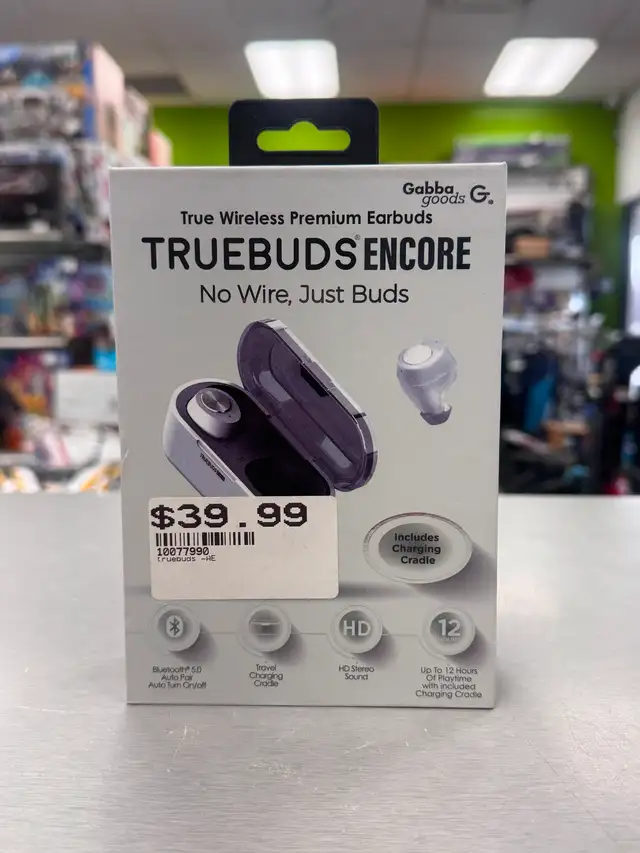 Gabba
goods G®
True Wireless Premium Earbuds
TRUEBUDS® ENCORE
No Wire, Just Buds
$39.99
10077990
truebuds -WE
Includes
Charging
Cradle
HD
12
Bluetooth® 5.0
Auto Pair
Auto Turn On/off
Travel
Charging
Cradle
HD Stereo
Sound
Up To 12 Hours
Of Playtime
with included
Charging Cradle